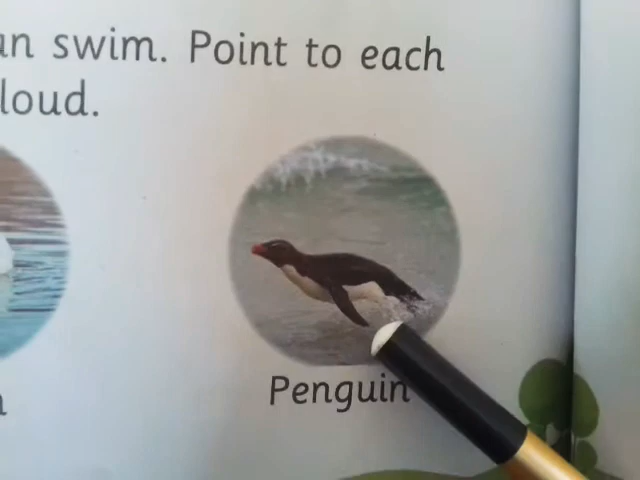 an swim. Point to each
loud.
Penguin